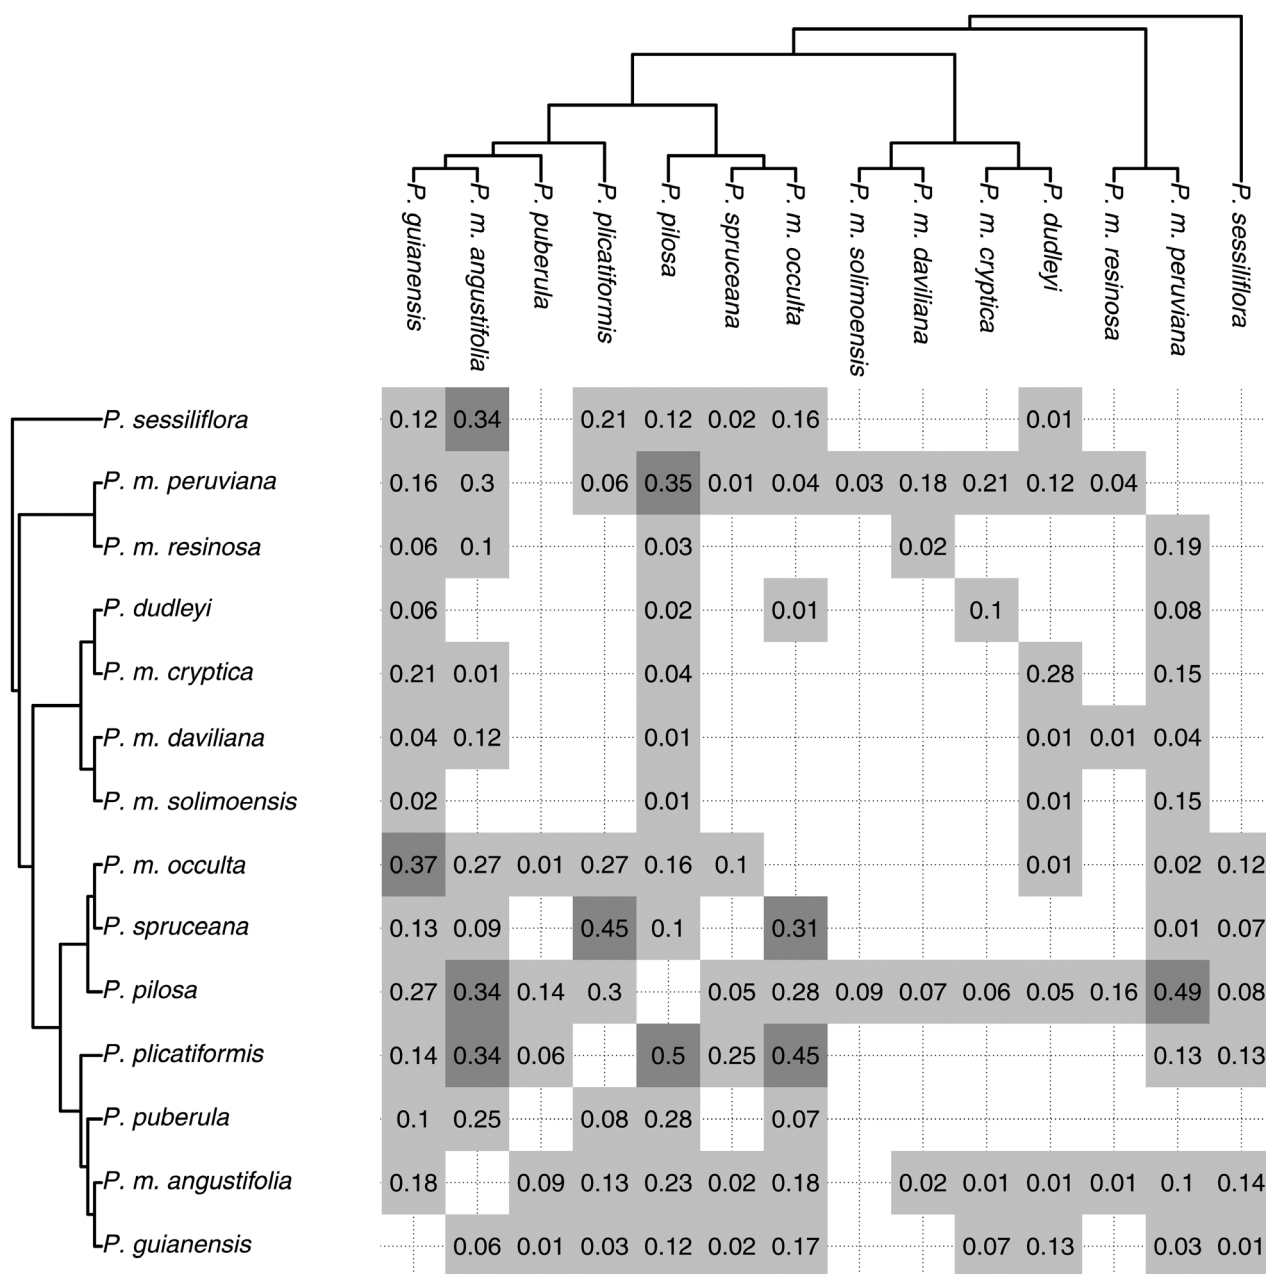 P. guianensis
P. m. angustifolia
P. puberula
P. plicatiformis
P. pilosa
P. spruceana
P. m. occulta
P. m. solimoensis
P. m. daviliana
P. m. cryptica
P. dudleyi
P. m. resinosa
P. m. peruviana
P. sessiliflora
P. sessiliflora 0.12 0.34 0.21 0.12 0.02 0.16 0.01
P. m. peruviana 0.16 0.3 0.06 0.35 0.01 0.04 0.03 0.18 0.21 0.12 0.04
P. m. resinosa 0.06 0.1 0.03 0.02 0.19
P. dudleyi 0.06 0.02 0.01 0.1 0.08
P. m. cryptica 0.21 0.01 0.04 0.28 0.15
P. m. daviliana 0.04 0.12 0.01 0.01 0.01 0.04
P. m. solimoensis 0.02 0.01 0.01 0.15
P. m. occulta 0.37 0.27 0.01 0.27 0.16 0.1 0.01 0.02 0.12
P. spruceana 0.13 0.09 0.45 0.1 0.31 0.01 0.07
P. pilosa 0.27 0.34 0.14 0.3 0.05 0.28 0.09 0.07 0.06 0.05 0.16 0.49 0.08
P. plicatiformis 0.14 0.34 0.06 0.5 0.25 0.45 0.13 0.13
P. puberula 0.1 0.25 0.08 0.28 0.07
P. m. angustifolia 0.18 0.09 0.13 0.23 0.02 0.18 0.02 0.01 0.01 0.01 0.1 0.14
P. guianensis 0.06 0.01 0.03 0.12 0.02 0.17 0.07 0.13 0.03 0.01